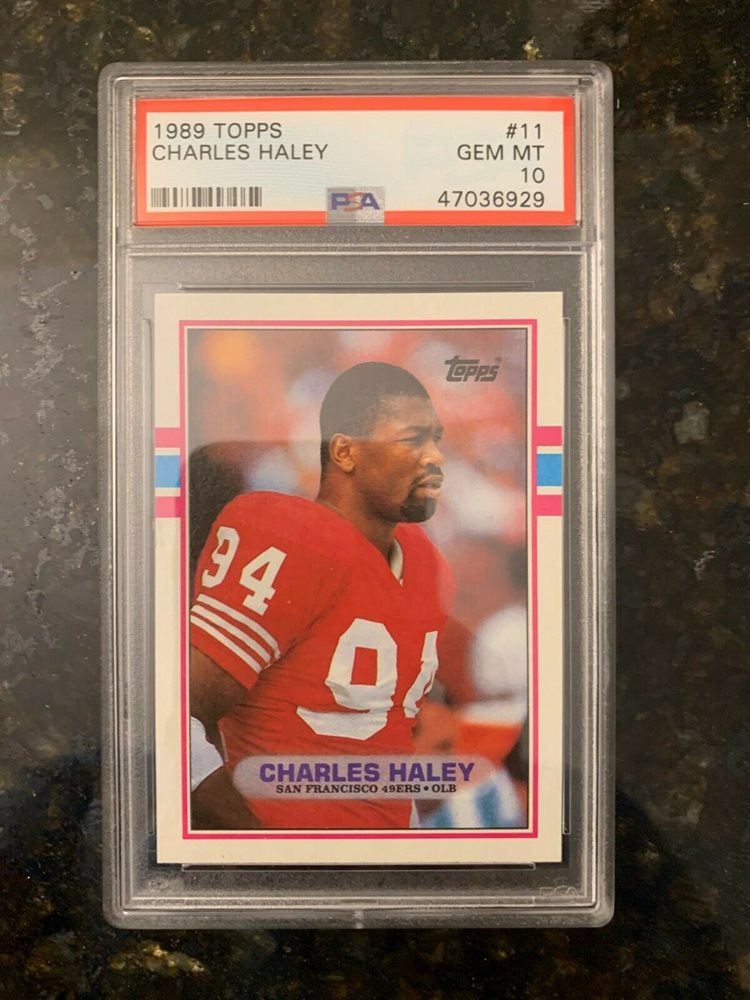 1989 TOPPS #11
CHARLES HALEY GEM MT
10
PSA 47036929
Topps®
94
94
CHARLES HALEY
SAN FRANCISCO 49ERS • OLB